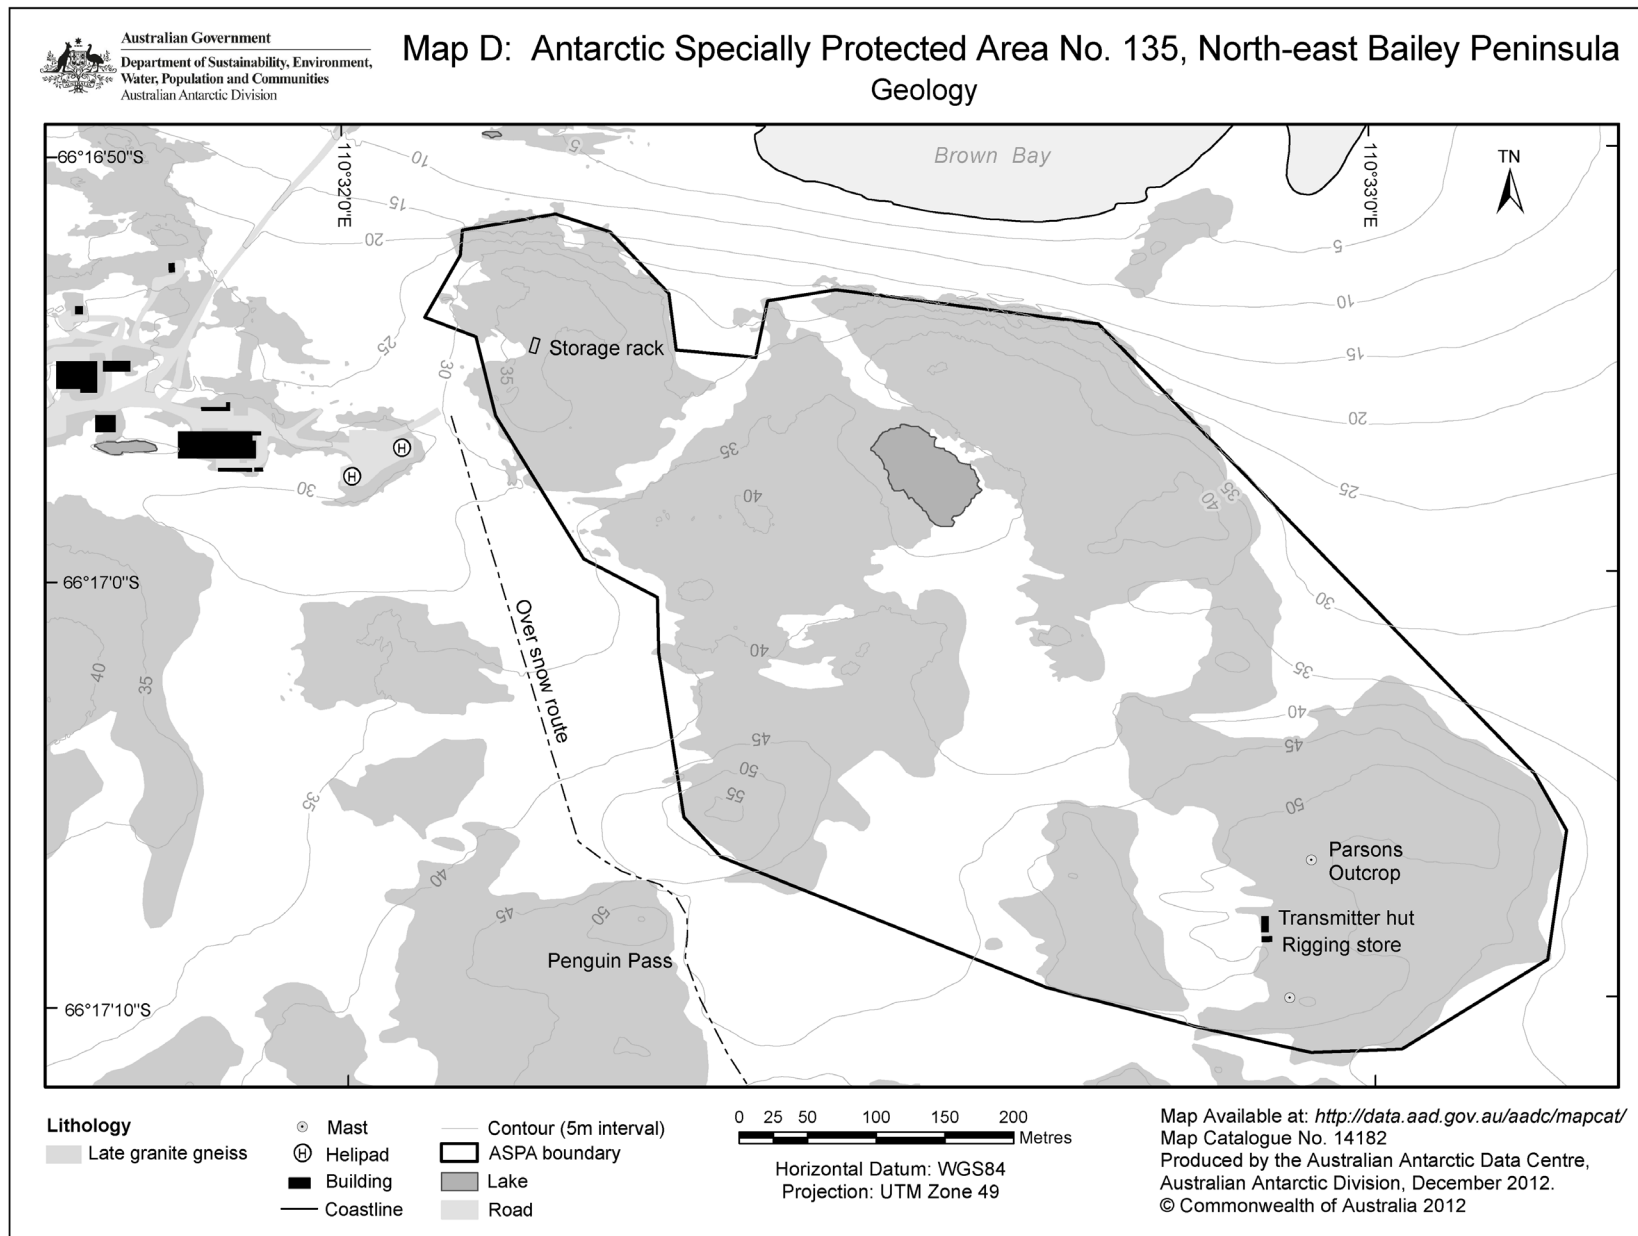 Australian Government
Department of Sustainability, Environment,
Water, Population and Communities
Australian Antarctic Division
Map D: Antarctic Specially Protected Area No. 135, North-east Bailey Peninsula
Geology
66°16'50"S
110°32'0"E
10
5
Brown Bay
110°33'0"E
TN
15
20
5
10
25
30
35
Storage rack
15
20
H
H
30
35
40
40
35
25
66°17'0"S
30
Over snow route
40
35
40
35
40
45
45
50
55
35
50
Parsons
Outcrop
40
45
50
Transmitter hut
Rigging store
Penguin Pass
66°17'10"S
Lithology
Late granite gneiss
Mast
H Helipad
Building
Coastline
Contour (5m interval)
ASPA boundary
Lake
Road
0 25 50 100 150 200
Metres
Horizontal Datum: WGS84
Projection: UTM Zone 49
Map Available at: http://data.aad.gov.au/aadc/mapcat/
Map Catalogue No. 14182
Produced by the Australian Antarctic Data Centre,
Australian Antarctic Division, December 2012.
© Commonwealth of Australia 2012